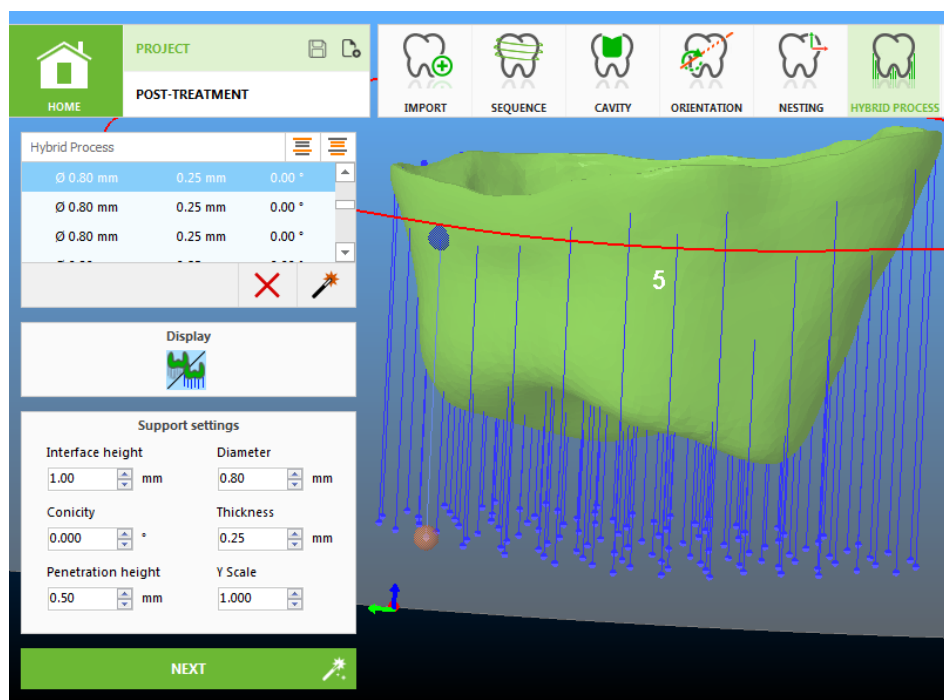 PROJECT
HOME
POST-TREATMENT
IMPORT
SEQUENCE
CAVITY
ORIENTATION
NESTING
HYBRID PROCESS
Hybrid Process
Ø 0.80 mm 0.25 mm 0.00 °
Ø 0.80 mm 0.25 mm 0.00 °
Ø 0.80 mm 0.25 mm 0.00 °
5
Display
Support settings
Interface height Diameter
1.00 mm 0.80 mm
Conicity Thickness
0.000 ° 0.25 mm
Penetration height Y Scale
0.50 mm 1.000
NEXT